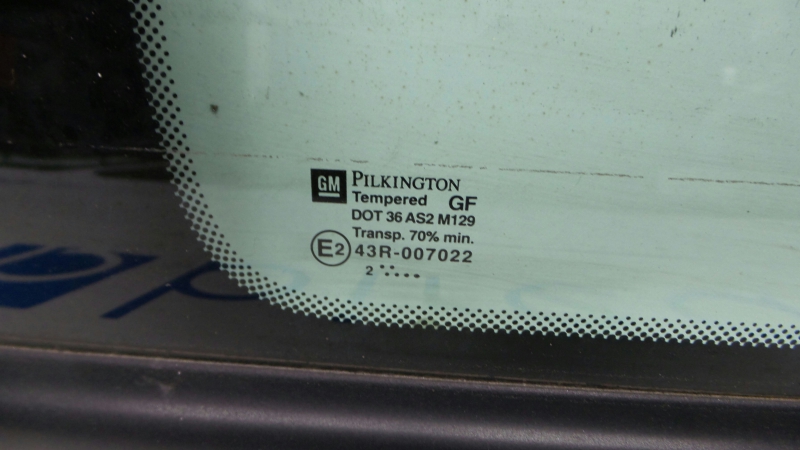 GM PILKINGTON
Tempered GF
DOT 36 AS2 M129
Transp. 70% min.
E2 43R-007022
2